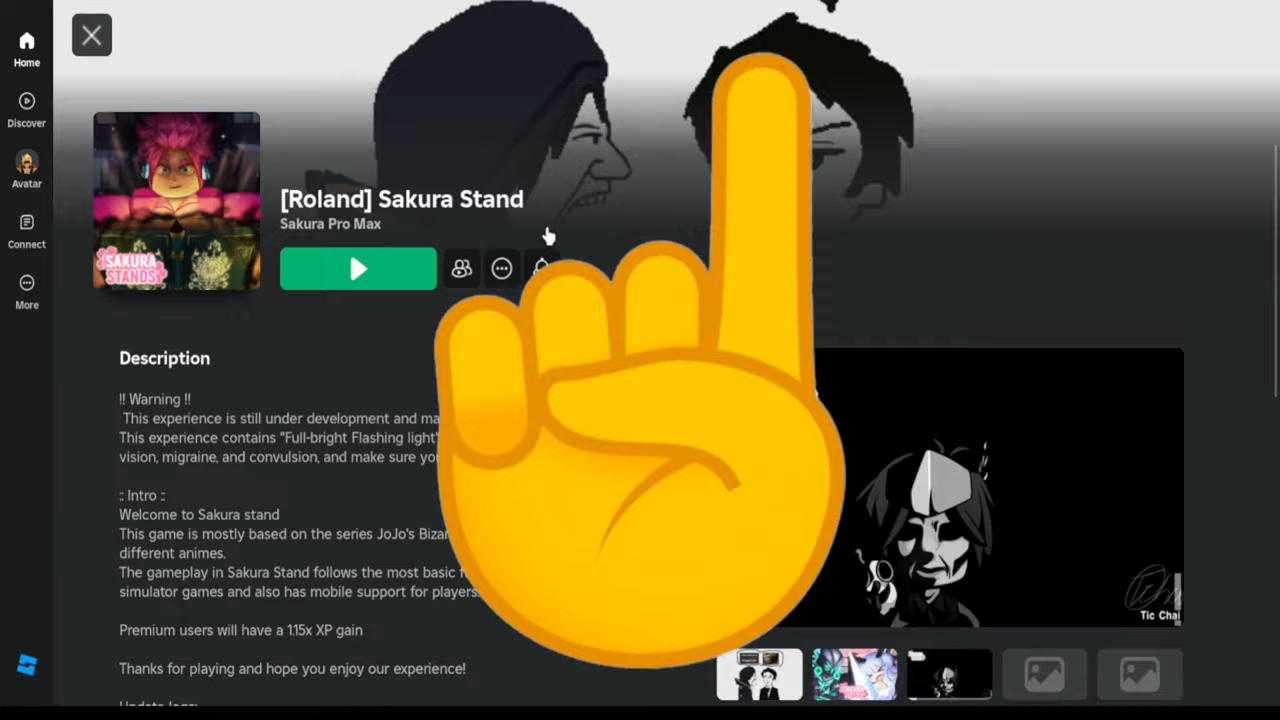 Home
Discover
Avatar
Connect
More
SAKURA
STANDS
[Roland] Sakura Stand
Sakura Pro Max
Description
!! Warning !!
This experience is still under development and
This experience contains "Full-bright Flashing light"
vision, migraine, and convulsion, and make sure
:: Intro ::
Welcome to Sakura stand
This game is mostly based on the series JoJo's
different animes.
The gameplay in Sakura Stand follows the most basic
simulator games and also has mobile support for players.
Premium users will have a 1.15x XP gain
Thanks for playing and hope you enjoy our experience!
Tic Chai